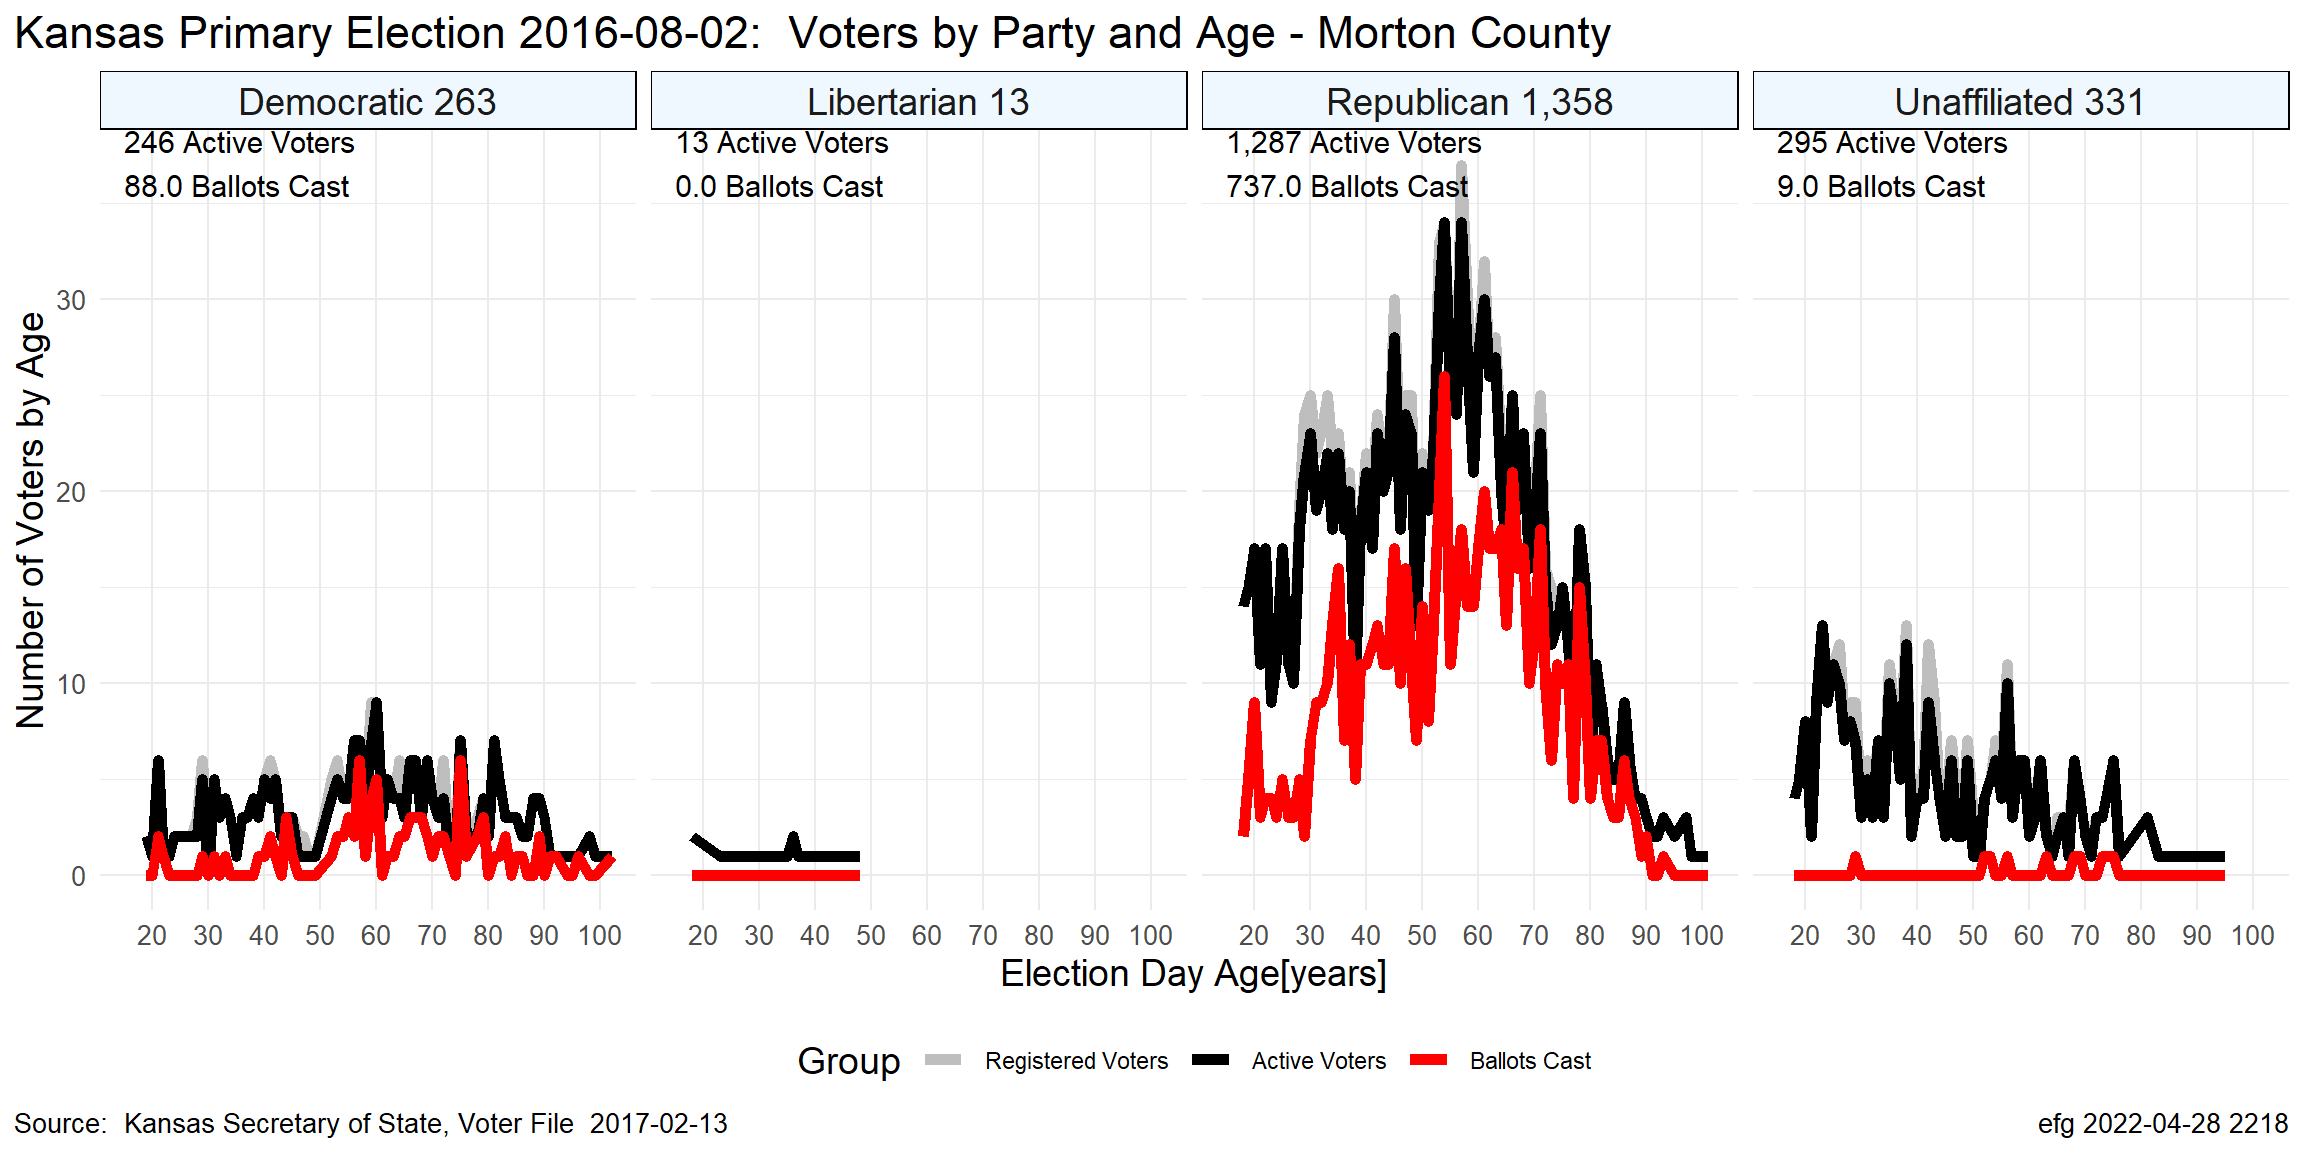 Kansas Primary Election 2016-08-02:  Voters by Party and Age - Morton County
Democratic 263
Libertarian 13
Republican 1,358
Unaffiliated 331
246 Active Voters
88.0 Ballots Cast
13 Active Voters
0.0 Ballots Cast
1,287 Active Voters
737.0 Ballots Cast
295 Active Voters
9.0 Ballots Cast
Number of Voters by Age
30
20
10
0
20 30 40 50 60 70 80 90 100
20 30 40 50 60 70 80 90 100
20 30 40 50 60 70 80 90 100
20 30 40 50 60 70 80 90 100
Election Day Age[years]
Group Registered Voters Active Voters Ballots Cast
Source:  Kansas Secretary of State, Voter File  2017-02-13
efg 2022-04-28 2218